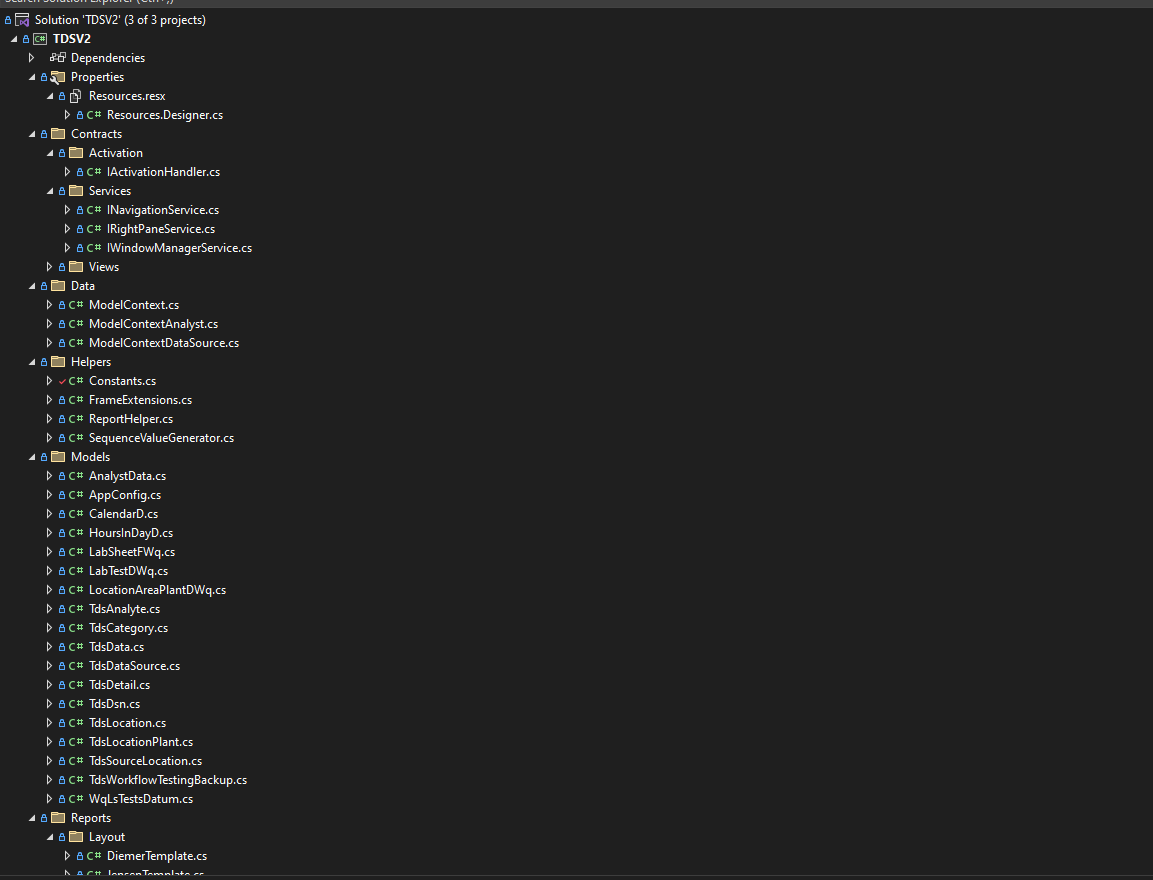 Search Solution Explorer (Ctrl+;)
Solution 'TDSV2' (3 of 3 projects)
C# TDSV2
Dependencies
Properties
Resources.resx
C# Resources.Designer.cs
Contracts
Activation
C# IActivationHandler.cs
Services
C# INavigationService.cs
C# IRightPaneService.cs
C# IWindowManagerService.cs
Views
Data
C# ModelContext.cs
C# ModelContextAnalyst.cs
C# ModelContextDataSource.cs
Helpers
C# Constants.cs
C# FrameExtensions.cs
C# ReportHelper.cs
C# SequenceValueGenerator.cs
Models
C# AnalystData.cs
C# AppConfig.cs
C# CalendarD.cs
C# HoursInDayD.cs
C# LabSheetFWq.cs
C# LabTestDWq.cs
C# LocationAreaPlantDWq.cs
C# TdsAnalyte.cs
C# TdsCategory.cs
C# TdsData.cs
C# TdsDataSource.cs
C# TdsDetail.cs
C# TdsDsn.cs
C# TdsLocation.cs
C# TdsLocationPlant.cs
C# TdsSourceLocation.cs
C# TdsWorkflowTestingBackup.cs
C# WqLsTestsDatum.cs
Reports
Layout
C# DiemerTemplate.cs
C# JensenTemplate.cs